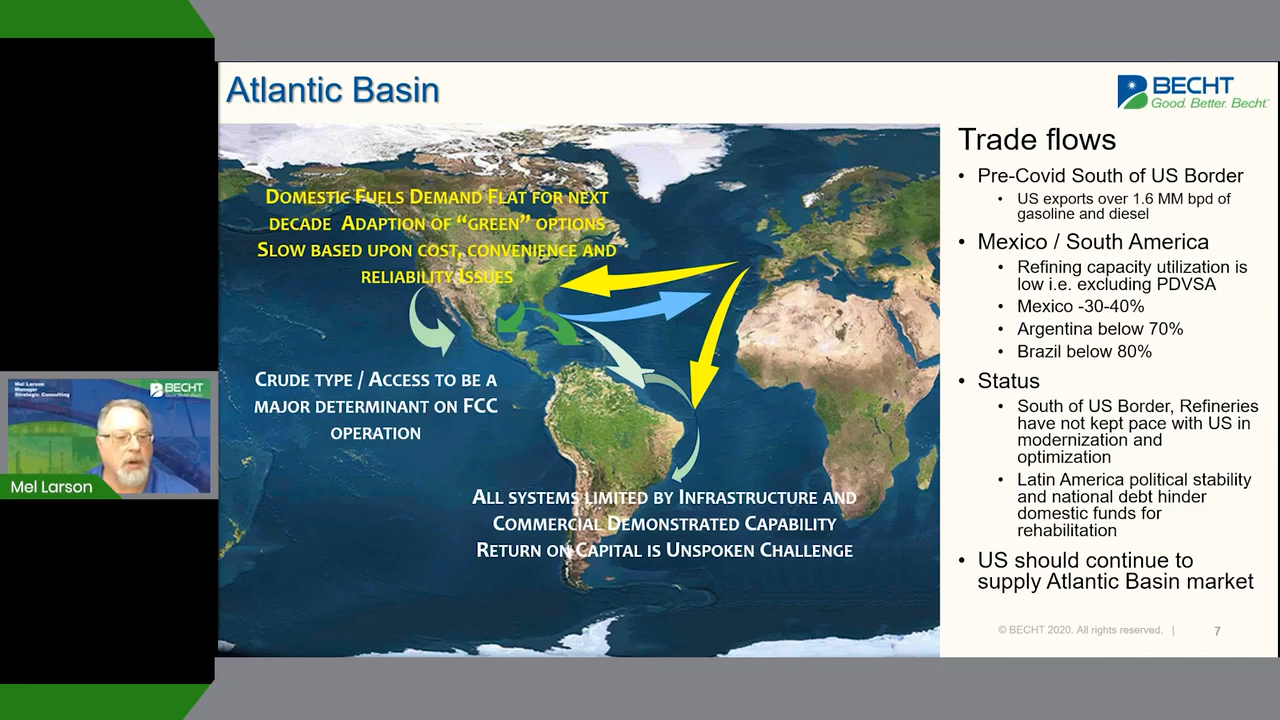 Atlantic Basin
BECHT
Good. Better. Becht.
DOMESTIC FUELS DEMAND FLAT FOR NEXT
DECADE ADAPTION OF “GREEN” OPTIONS
SLOW BASED UPON COST, CONVENIENCE AND
RELIABILITY ISSUES
CRUDE TYPE / ACCESS TO BE A
MAJOR DETERMINANT ON FCC
OPERATION
ALL SYSTEMS LIMITED BY INFRASTRUCTURE AND
COMMERCIAL DEMONSTRATED CAPABILITY
RETURN ON CAPITAL IS UNSPOKEN CHALLENGE
Trade flows
• Pre-Covid South of US Border
• US exports over 1.6 MM bpd of
gasoline and diesel
• Mexico / South America
• Refining capacity utilization is
low i.e. excluding PDVSA
• Mexico -30-40%
• Argentina below 70%
• Brazil below 80%
• Status
• South of US Border, Refineries
have not kept pace with US in
modernization and
optimization
• Latin America political stability
and national debt hinder
domestic funds for
rehabilitation
• US should continue to
supply Atlantic Basin market
© BECHT 2020. All rights reserved. |
7
Mel Larson
Manager
Strategic Consulting
BECHT
Mel Larson